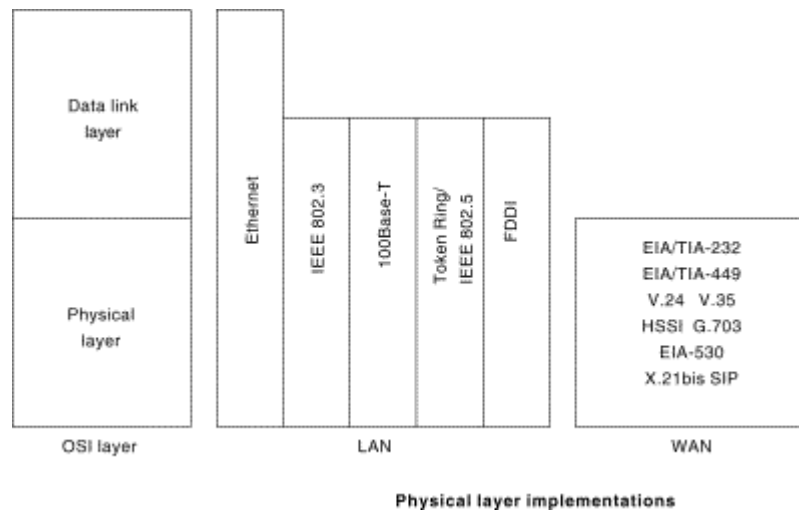 Data link
layer
Physical
layer
OSI layer
Ethernet
IEEE 802.3
100Base-T
Token Ring/
IEEE 802.5
FDDI
LAN
EIA/TIA-232
EIA/TIA-449
V.24 V.35
HSSI G.703
EIA-530
X.21bis SIP
WAN
Physical layer implementations